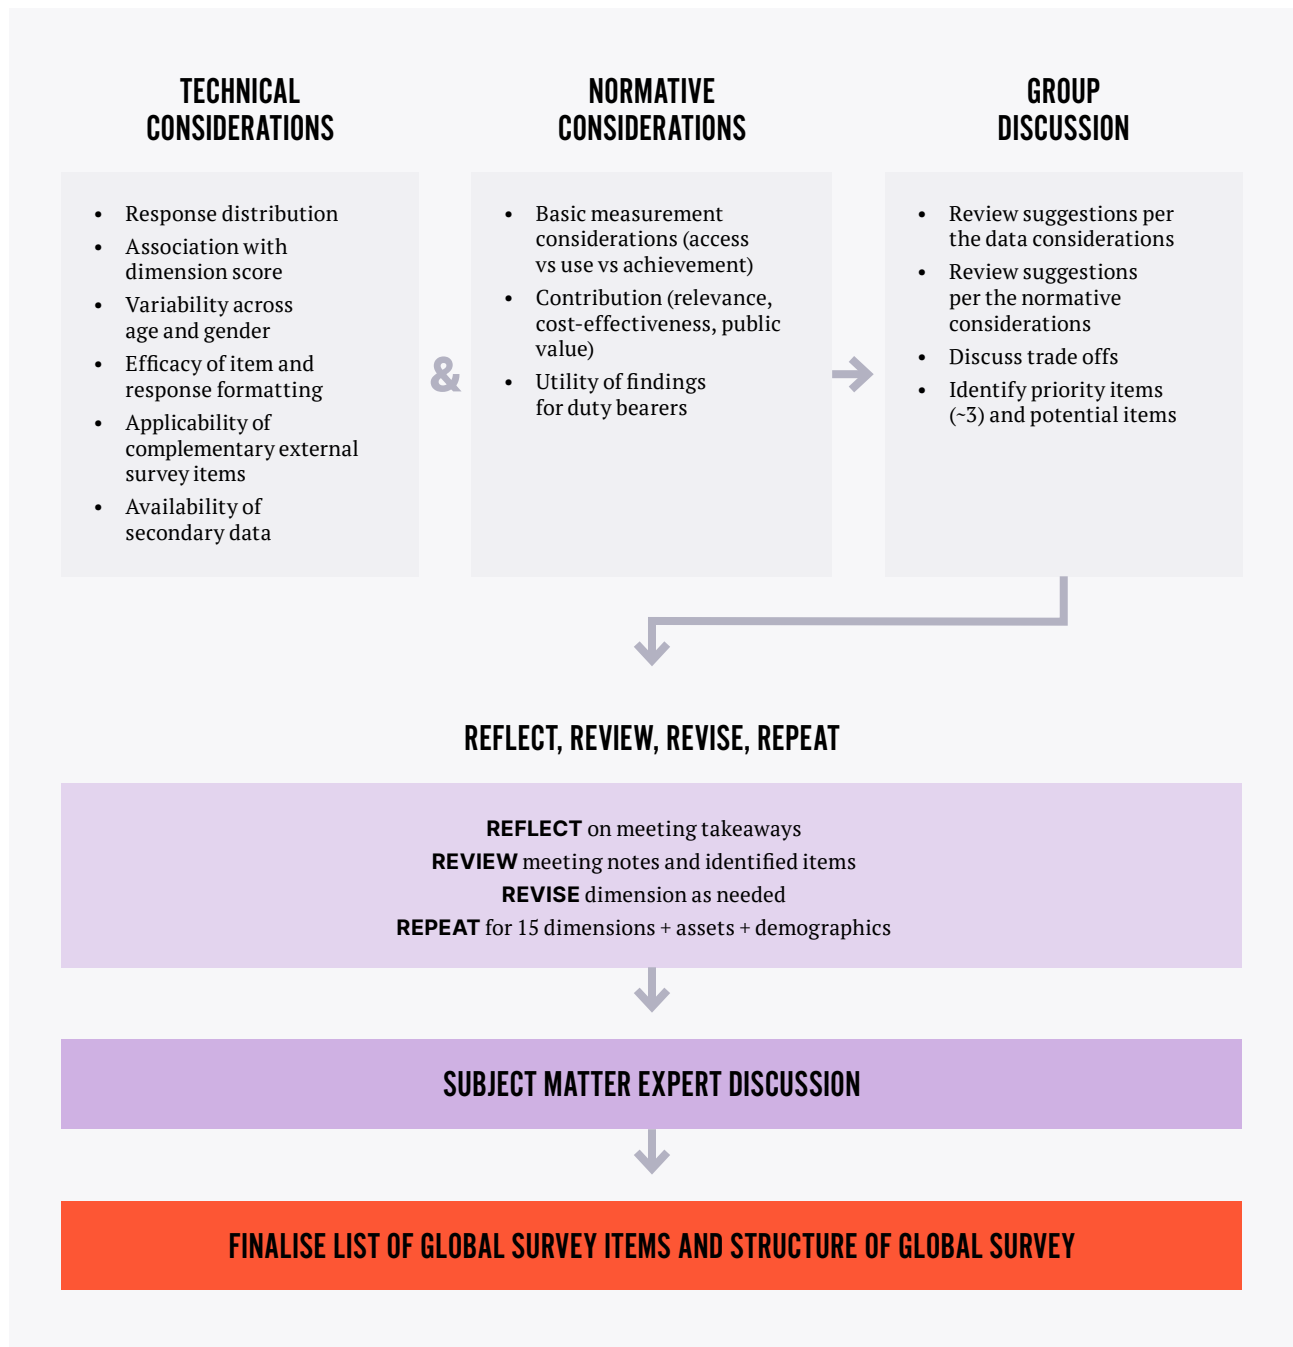 TECHNICAL
CONSIDERATIONS
• Response distribution
• Association with
dimension score
• Variability across
age and gender
• Efficacy of item and
response formatting
• Applicability of
complementary external
survey items
• Availability of
secondary data
&
NORMATIVE
CONSIDERATIONS
• Basic measurement
considerations (access
vs use vs achievement)
• Contribution (relevance,
cost-effectiveness, public
value)
• Utility of findings
for duty bearers
GROUP
DISCUSSION
• Review suggestions per
the data considerations
• Review suggestions
per the normative
considerations
• Discuss trade offs
• Identify priority items
(~3) and potential items
REFLECT, REVIEW, REVISE, REPEAT
REFLECT on meeting takeaways
REVIEW meeting notes and identified items
REVISE dimension as needed
REPEAT for 15 dimensions + assets + demographics
SUBJECT MATTER EXPERT DISCUSSION
FINALISE LIST OF GLOBAL SURVEY ITEMS AND STRUCTURE OF GLOBAL SURVEY